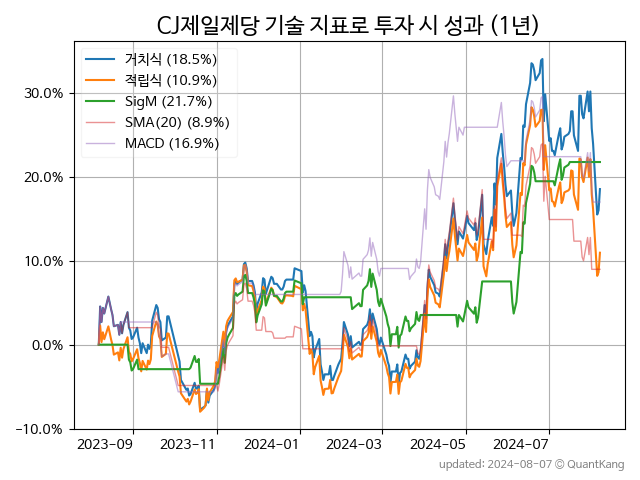 CJ제일제당 기술 지표로 투자 시 성과 (1년)
거치식 (18.5%)
적립식 (10.9%)
SigM (21.7%)
SMA(20) (8.9%)
MACD (16.9%)
30.0%
20.0%
10.0%
0.0%
−10.0%
2023-09 2023-11 2024-01 2024-03 2024-05 2024-07
updated: 2024-08-07 © QuantKang